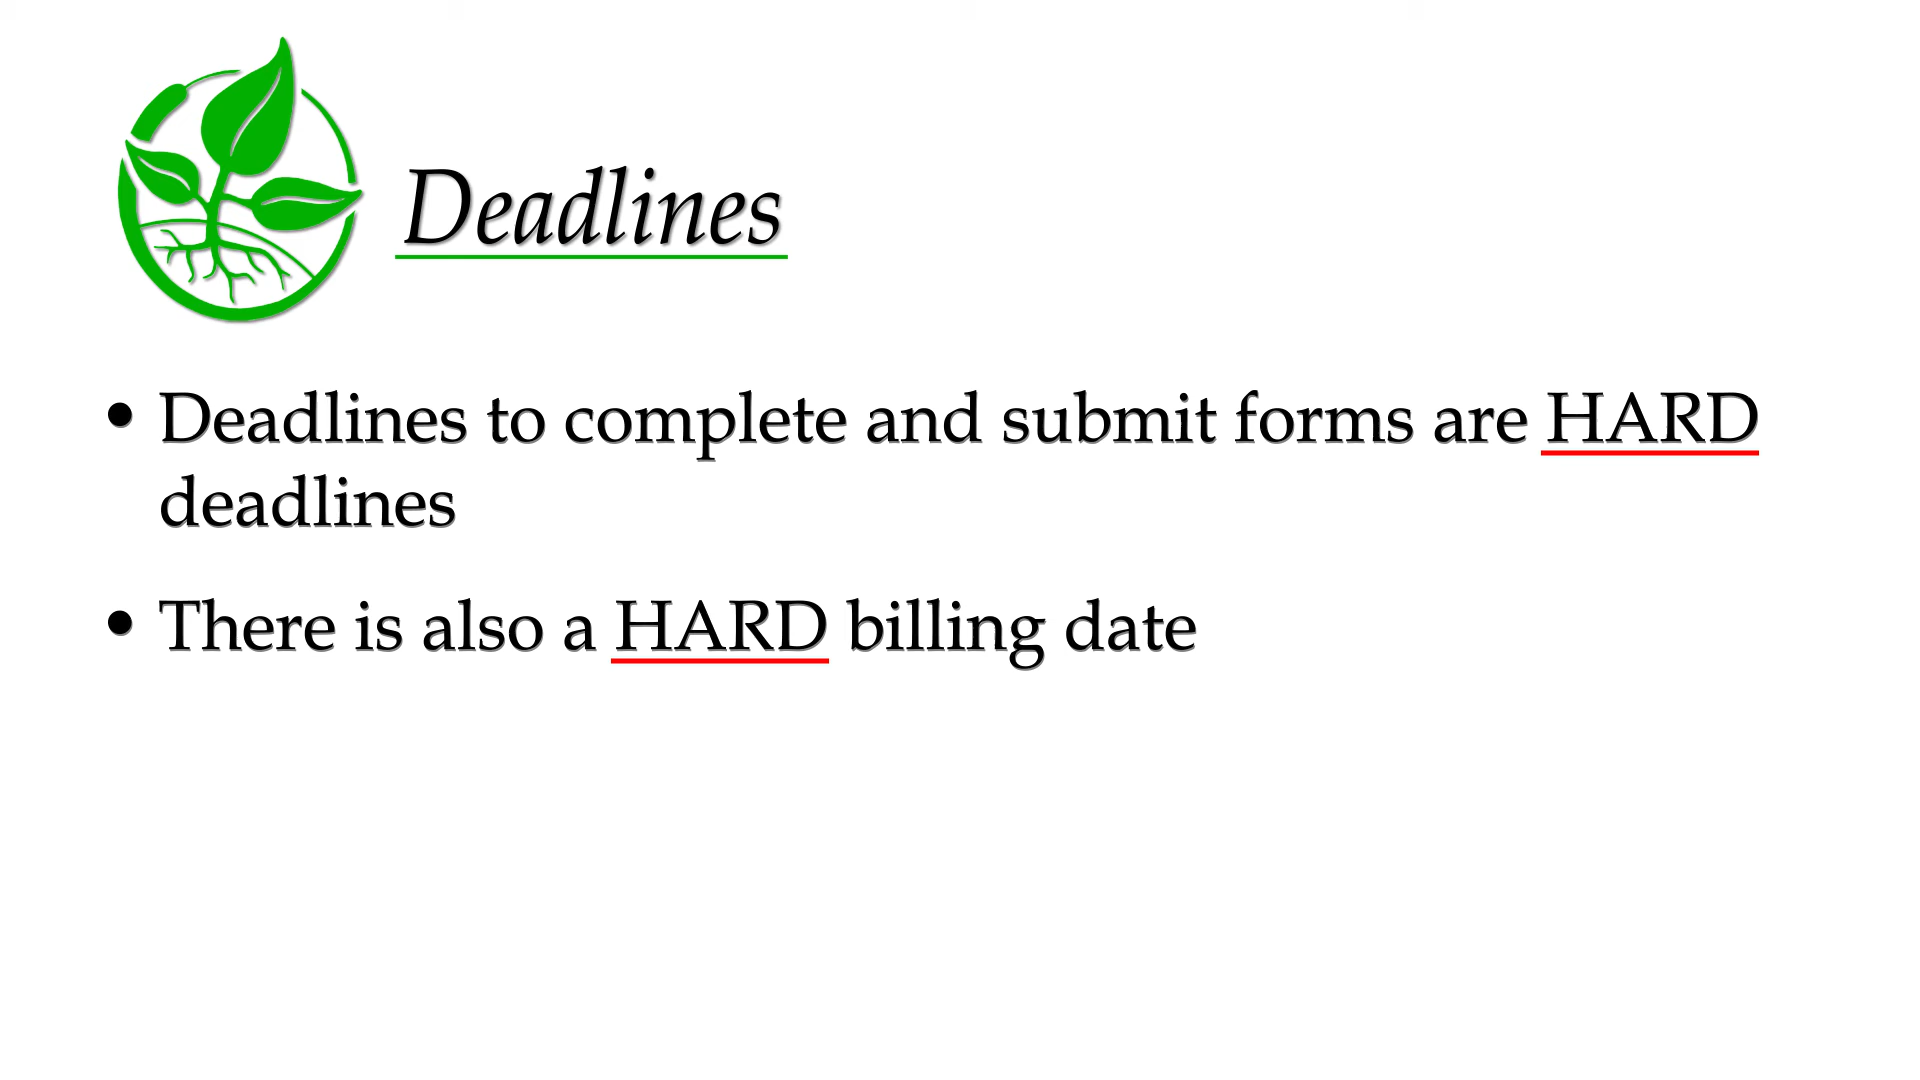 Deadlines
• Deadlines to complete and submit forms are HARD
deadlines
• There is also a HARD billing date